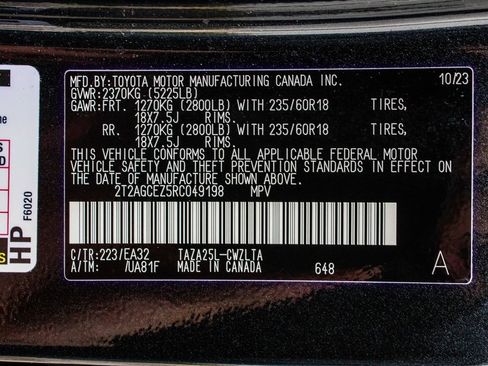 MFD.BY:TOYOTA MOTOR MANUFACTURING CANADA INC. 10/23
GVWR:2370KG (5225LB)
GAWR:FRT. 1270KG (2800LB) WITH 235/60R18 TIRES,
18X7.5J RIMS.
RR. 1270KG (2800LB) WITH 235/60R18 TIRES,
18X7.5J RIMS.
THIS VEHICLE CONFORMS TO ALL APPLICABLE FEDERAL MOTOR
VEHICLE SAFETY AND THEFT PREVENTION STANDARDS IN EFFECT ON
THE DATE OF MANUFACTURE SHOWN ABOVE.
2T2AGCEZ5RC049198 MPV
C/TR:223/EA32 TAZA25L-CWZLTA
A/TM: /UA81F MADE IN CANADA 648 A
HP F6020